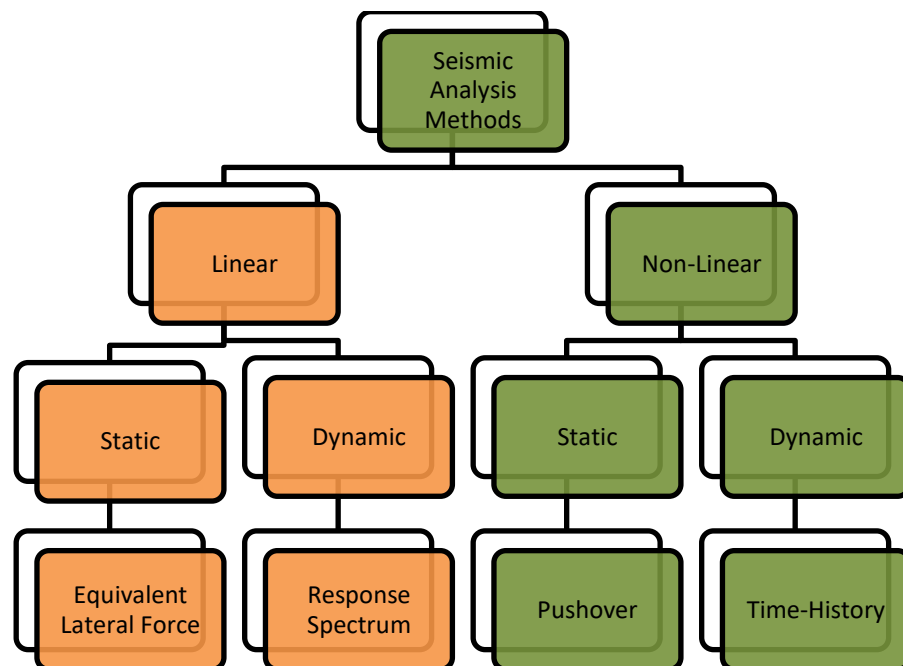 Seismic
Analysis
Methods
Linear
Non-Linear
Static
Dynamic
Static
Dynamic
Equivalent
Lateral Force
Response
Spectrum
Pushover
Time-History